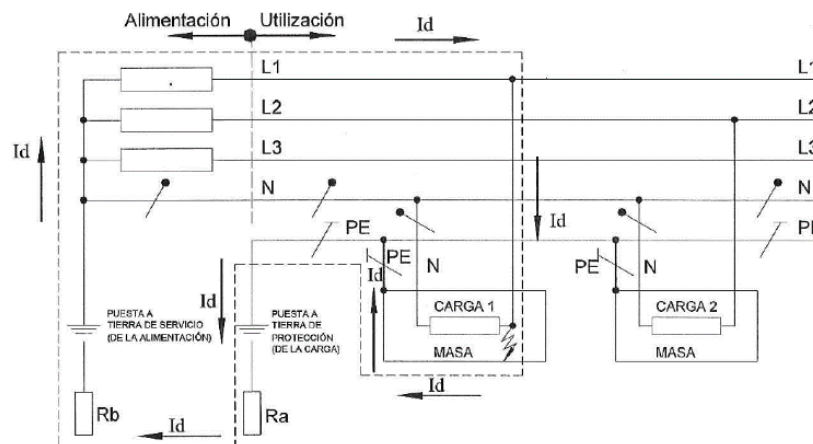 Alimentación Utilización
Id
L1 L1
L2 L2
Id
L3 L3
Id
N N
PE PE
PE N PE N
Id
Id
PUESTA A
TIERRA DE SERVICIO
(DE LA ALIMENTACIÓN)
PUESTA A
TIERRA DE
PROTECCIÓN
(DE LA CARGA)
CARGA 1 CARGA 2
MASA MASA
Id
Rb Ra
Id